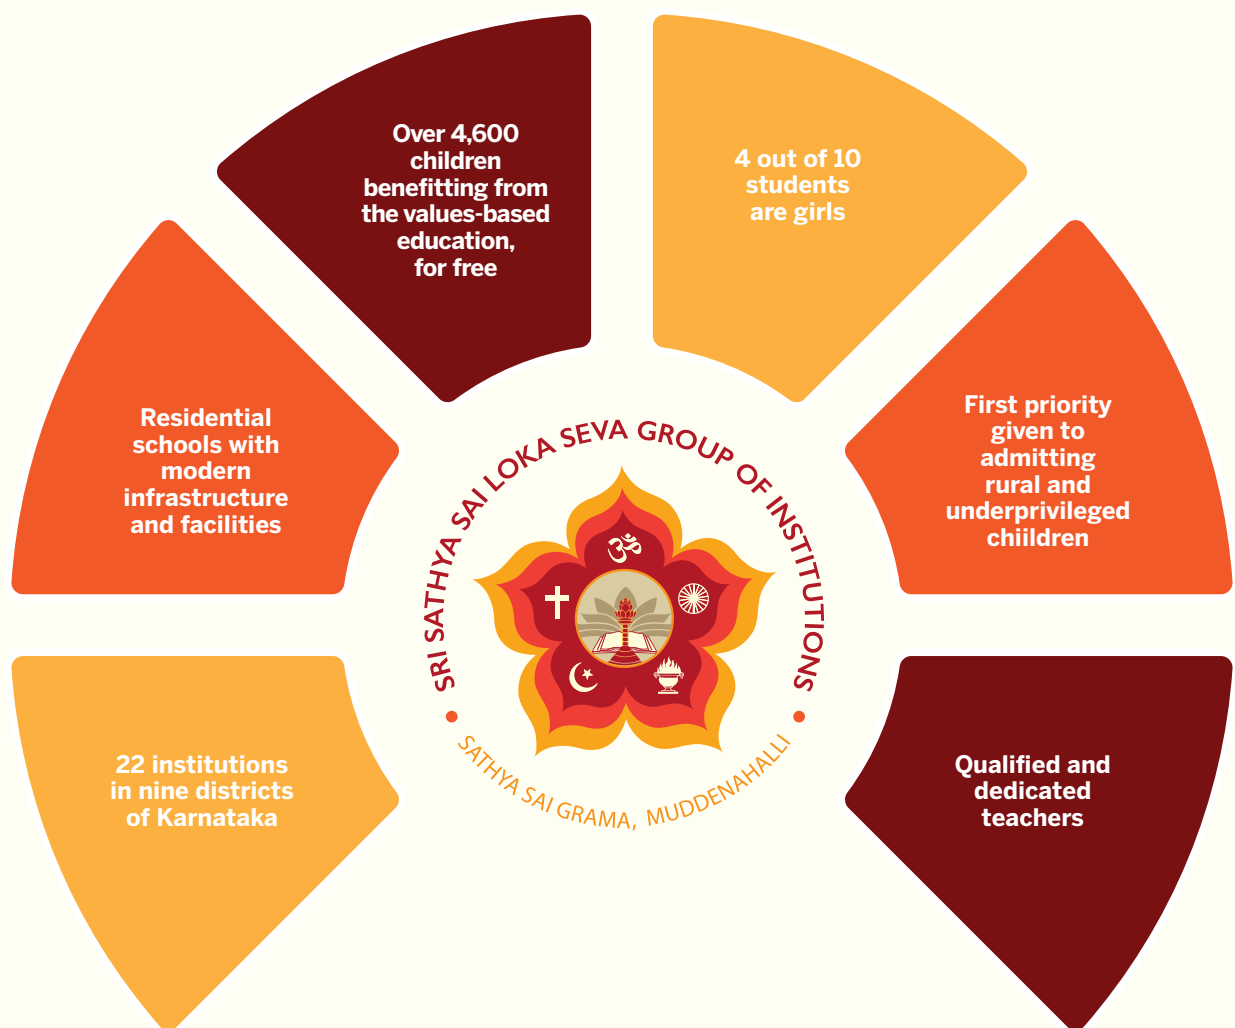 Over 4,600
children
benefitting from
the values-based
education,
for free
4 out of 10
students
are girls
Residential
schools with
modern
infrastructure
and facilities
First priority
given to
admitting
rural and
underprivileged
chiildren
SRI SATHYA SAI LOKA SEVA GROUP OF INSTITUTIONS
ॐ
SATHYA SAI GRAMA, MUDDENAHALLI
22 institutions
in nine districts
of Karnataka
Qualified and
dedicated
teachers